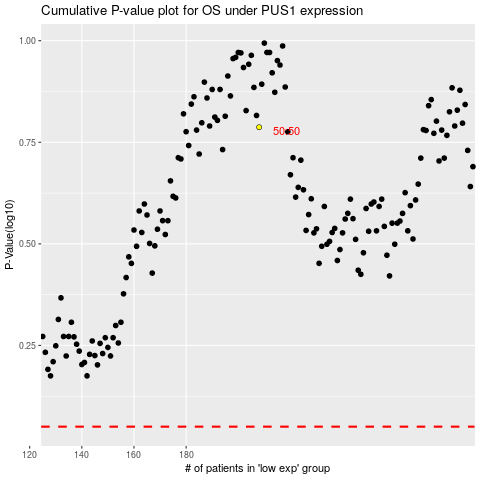 Cumulative P-value plot for OS under PUS1 expression
P-Value(log10)
1.00
0.75
0.50
0.25
50:50
120 140 160 180
# of patients in 'low exp' group